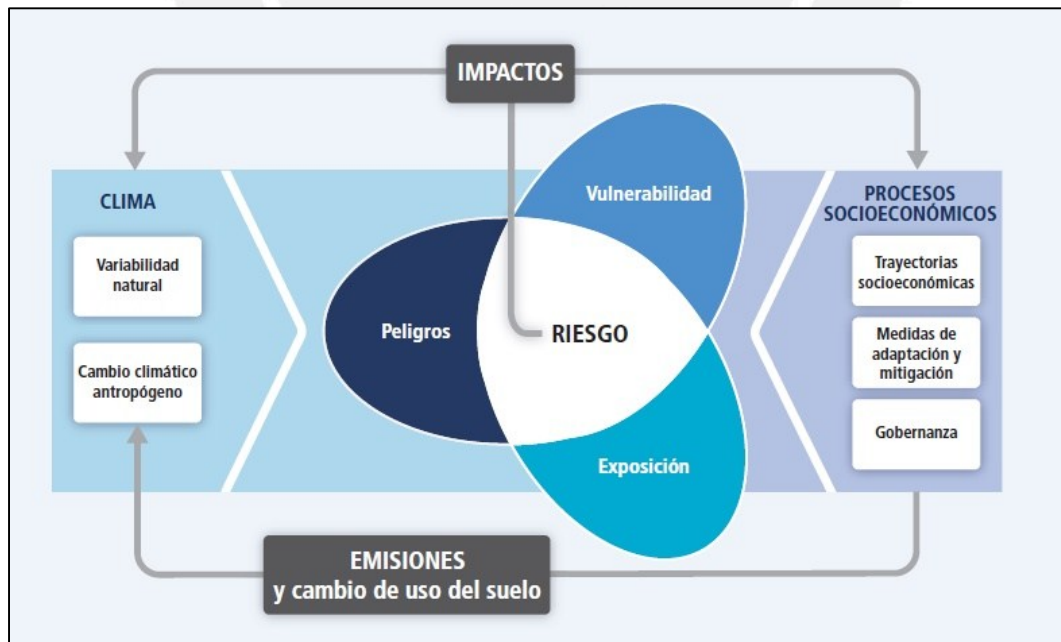 IMPACTOS
CLIMA
Variabilidad
natural
Cambio climático
antropógeno
Vulnerabilidad
Peligros
RIESGO
Exposición
PROCESOS
SOCIOECONÓMICOS
Trayectorias
socioeconómicas
Medidas de
adaptación y
mitigación
Gobernanza
EMISIONES
y cambio de uso del suelo